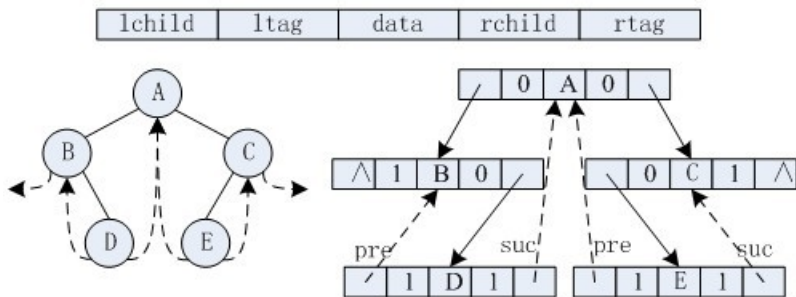 lchild ltag data rchild rtag
A
B C
D E
0 A 0
∧ 1 B 0
0 C 1 ∧
pre suc pre suc
1 D 1
1 E 1